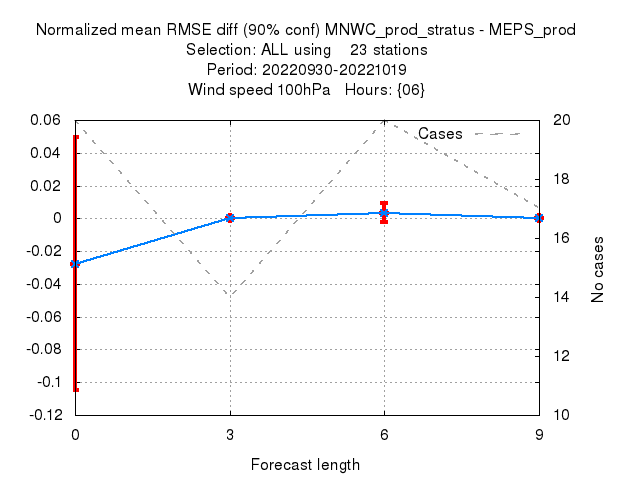 Normalized mean RMSE diff (90% conf) MNWC_prod_stratus - MEPS_prod
Selection: ALL using    23 stations
Period: 20220930-20221019
Wind speed 100hPa   Hours: {06}
Cases
0.06
0.04
0.02
0
-0.02
-0.04
-0.06
-0.08
-0.1
-0.12
20
18
16
14
12
10
No cases
0 3 6 9
Forecast length